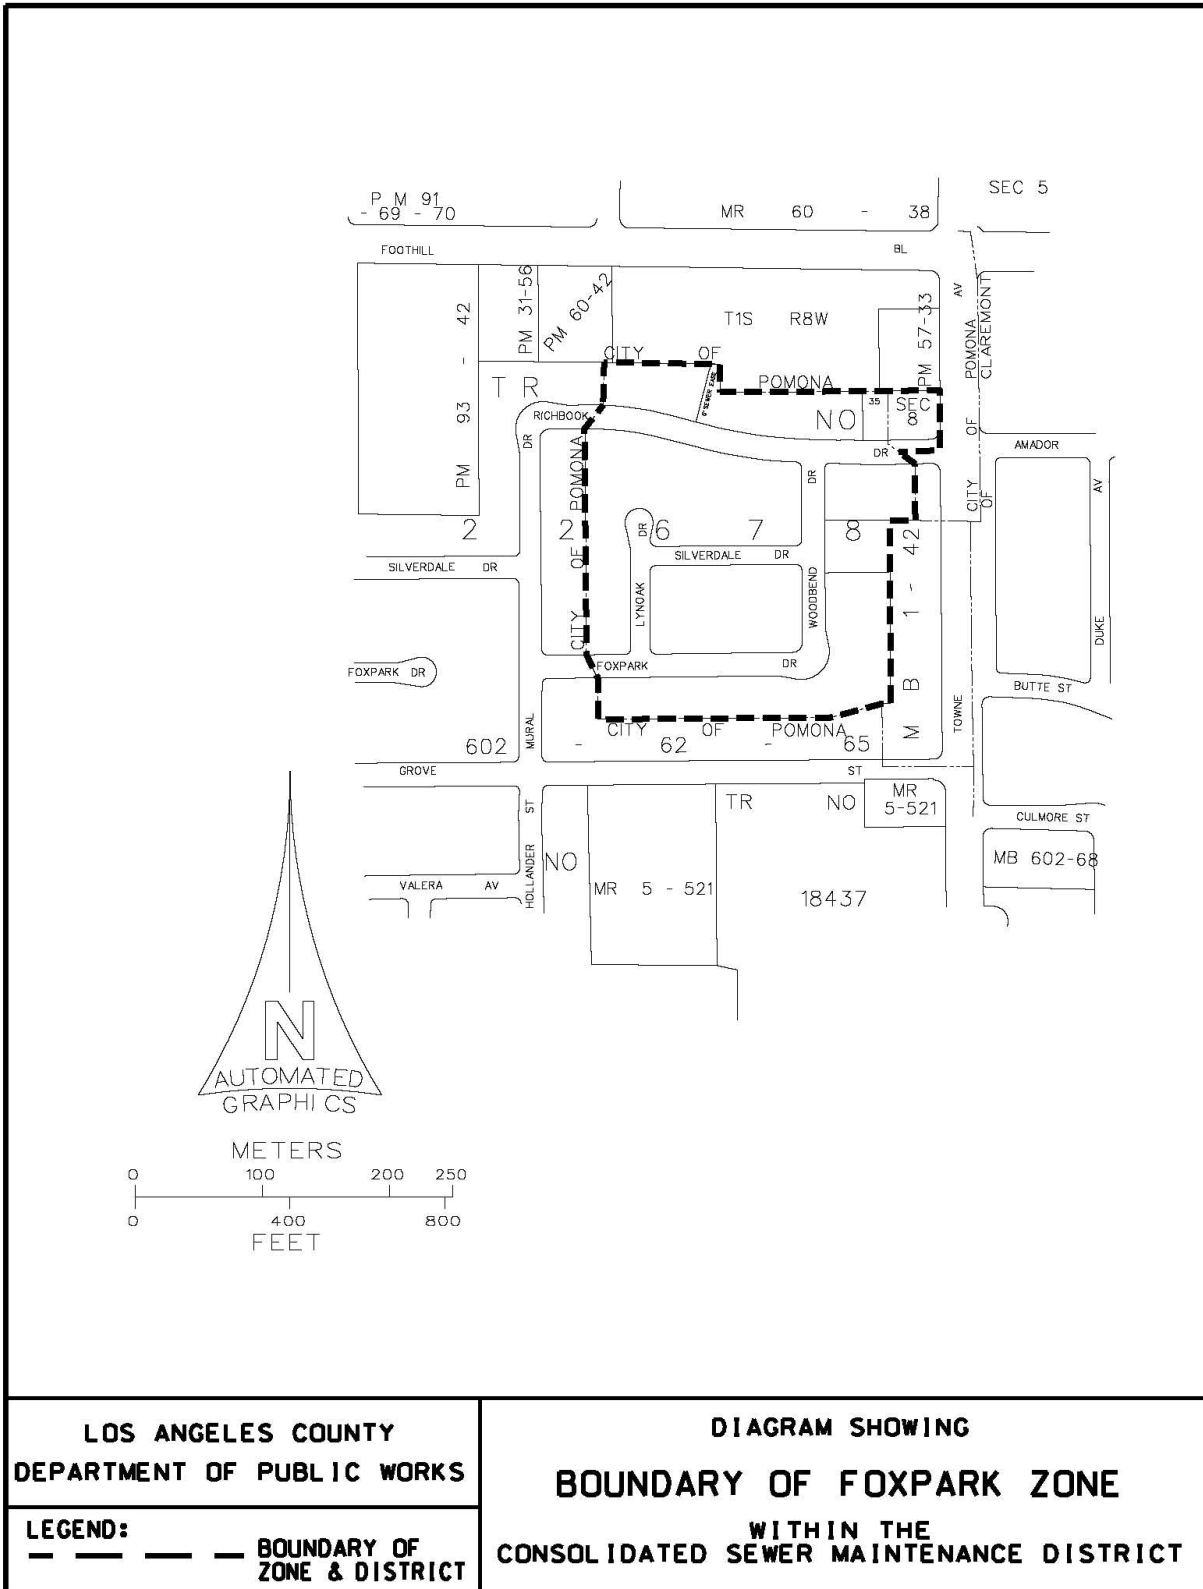 SEC 5
P M 91
- 69 - 70
MR 60 - 38
FOOTHILL BL
AV
PM 31-56
PM 60-42
T1S R8W
PM 57-33
POMONA
CLAREMONT
PM 93 - 42
CITY OF
POMONA
TR
RICHBOOK
DR
NO
35
SEC
8
DR
CITY OF
CITY OF POMONA
AMADOR
AV
DR
2 2 6 7 8
DR
SILVERDALE DR
SILVERDALE DR
LYNOAK
WOODBEND
DUKE
M B 1 - 42
FOXPARK DR
FOXPARK DR
BUTTE ST
TOWNE
MURAL
CITY OF POMONA
602 - 62 - 65
GROVE ST
TR NO
MR
5-521
CULMORE ST
ST
HOLLANDER
NO
MB 602-68
VALERA AV
MR 5 - 521
18437
N
AUTOMATED
GRAPHICS
METERS
0 100 200 250
0 400 800
FEET
LOS ANGELES COUNTY
DEPARTMENT OF PUBLIC WORKS
LEGEND:
BOUNDARY OF
ZONE & DISTRICT
DIAGRAM SHOWING
BOUNDARY OF FOXPARK ZONE
WITHIN THE
CONSOLIDATED SEWER MAINTENANCE DISTRICT